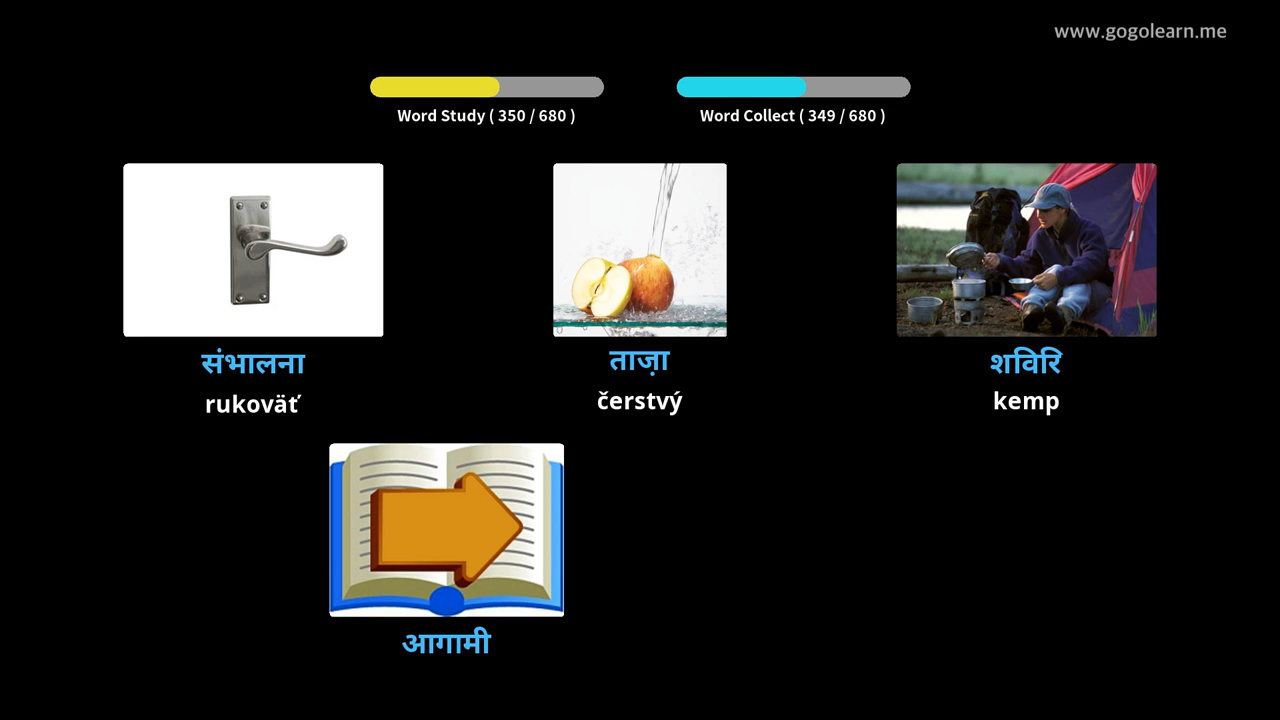 www.gogolearn.me
Word Study ( 350 / 680 )
Word Collect ( 349 / 680 )
संभालना
ताज़ा
शविरि
rukoväť
čerstvý
kemp
आगामी